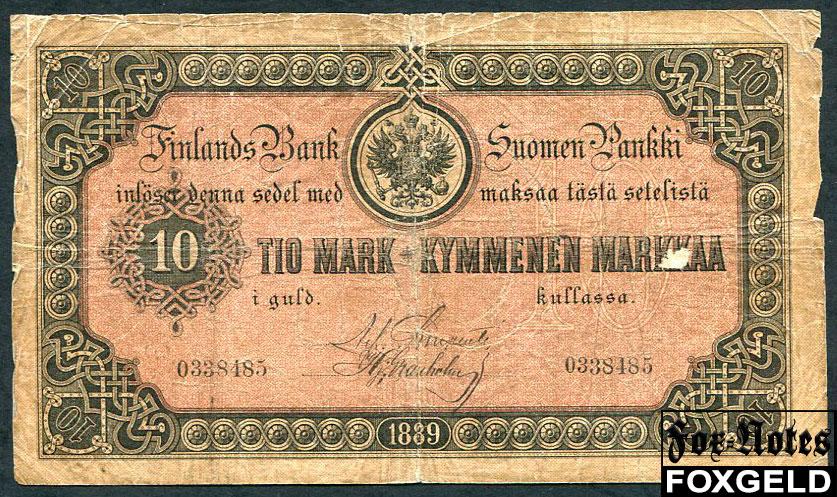 10 10
Finlands Bank Suomen Pankki
inlöser denna sedel med maksaa tästä setelistä
10 TIO MARK KYMMENEN MARKKAA
i guld. kullassa.
0338485 0338485
10
1889
Fox-Notes
FOXGELD